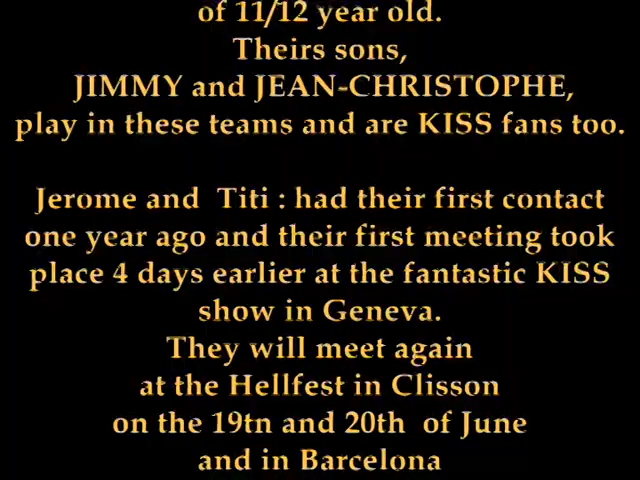 of 11/12 year old.
Theirs sons,
JIMMY and JEAN-CHRISTOPHE,
play in these teams and are KISS fans too.
Jerome and  Titi : had their first contact
one year ago and their first meeting took
place 4 days earlier at the fantastic KISS
show in Geneva.
They will meet again
at the Hellfest in Clisson
on the 19tn and 20th  of June
and in Barcelona